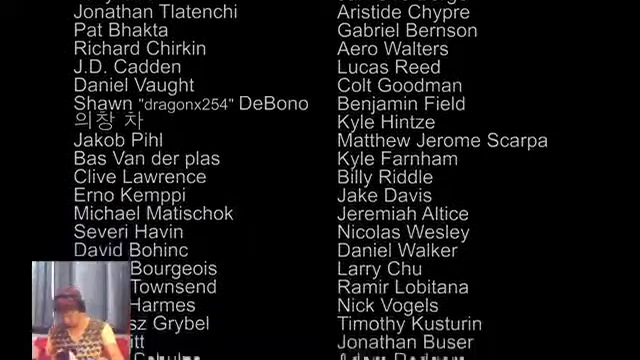 Jonathan Tlatenchi
Pat Bhakta
Richard Chirkin
J.D. Cadden
Daniel Vaught
Shawn "dragonx254" DeBono
의창 차
Jakob Pihl
Bas Van der plas
Clive Lawrence
Erno Kemppi
Michael Matischok
Severi Havin
David Bohinc
Bourgeois
Townsend
Harmes
Grybel
Aristide Chypre
Gabriel Bernson
Aero Walters
Lucas Reed
Colt Goodman
Benjamin Field
Kyle Hintze
Matthew Jerome Scarpa
Kyle Farnham
Billy Riddle
Jake Davis
Jeremiah Altice
Nicolas Wesley
Daniel Walker
Larry Chu
Ramir Lobitana
Nick Vogels
Timothy Kusturin
Jonathan Buser